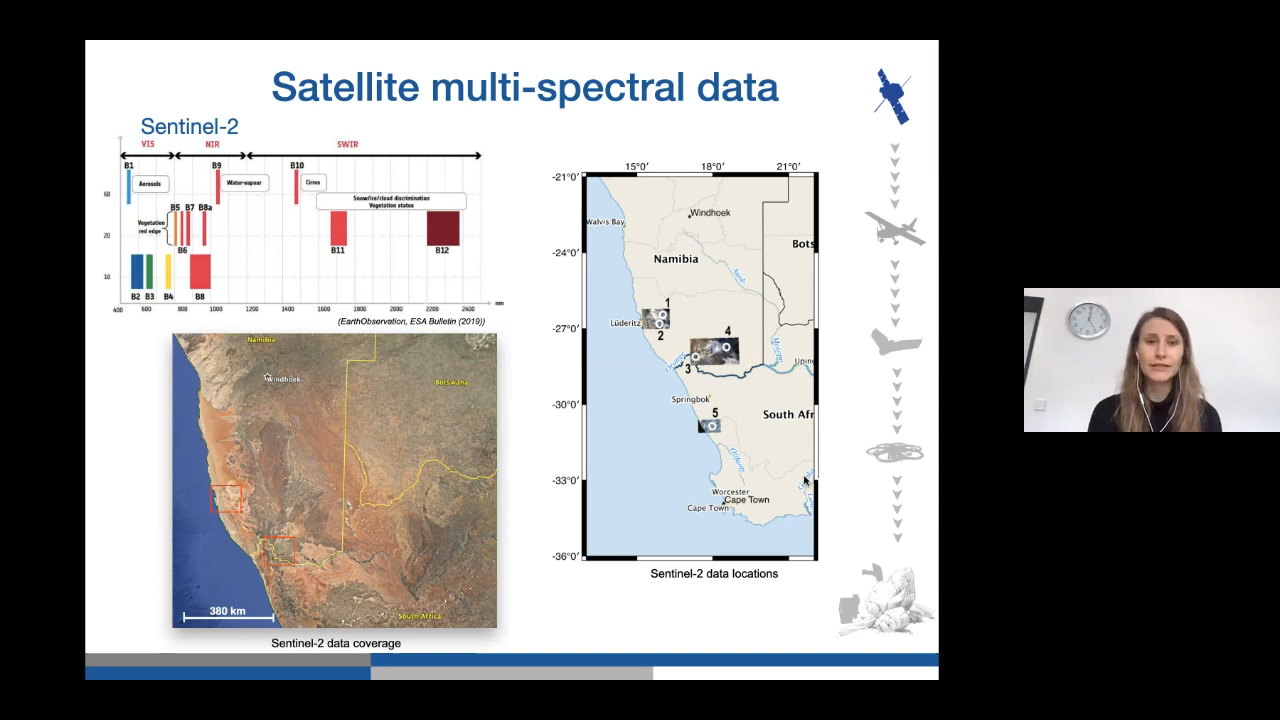 Satellite multi-spectral data
Sentinel-2
VIS NIR SWIR
B1 B9 B10
Aerosols Water-vapour Cirrus
60
Snow/ice/cloud discrimination
Vegetation status
B5 B7 B8a
Vegetation
red edge
20
B6 B11 B12
10
B2 B3 B4 B8
400 600 800 1000 1200 1400 1600 1800 2000 2200 2400 nm
(EarthObservation, ESA Bulletin (2019))
Namibia
Windhoek
Botswana
South Africa
380 km
Sentinel-2 data coverage
15°0′ 18°0′ 21°0′
-21°0′
Windhoek
Walvis Bay
-24°0′
Bots
Namibia
Auob
1
Lüderitz
-27°0′
2
4
Molopo
Orange
3
Upin
Springbok
-30°0′
5
South Afr
Olifants
-33°0′
Worcester
Cape Town
Cape Town
-36°0′
Sentinel-2 data locations